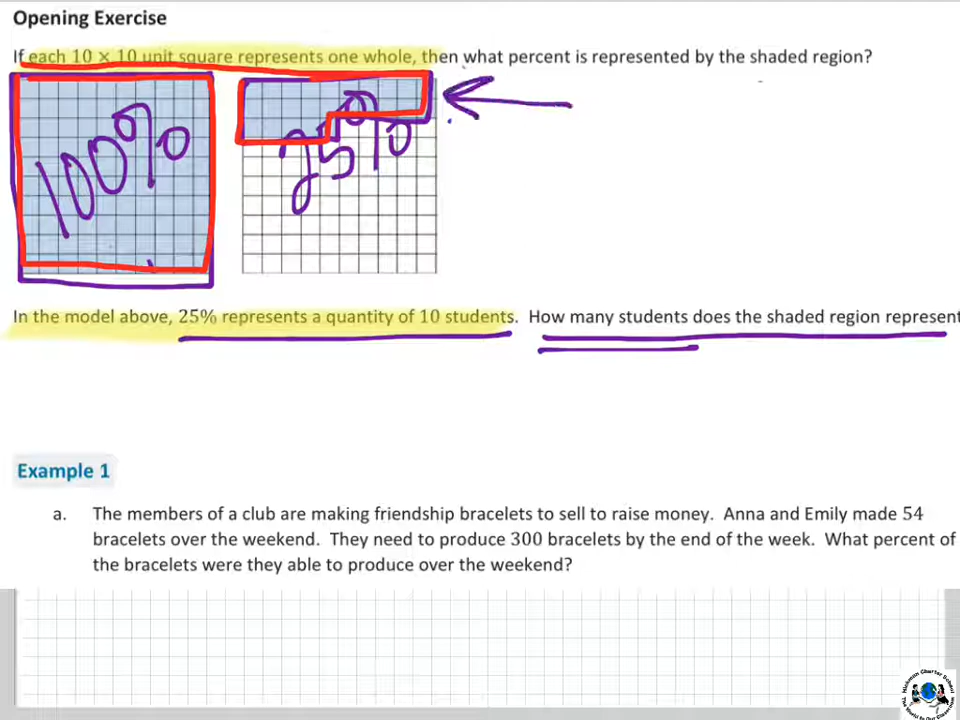 Opening Exercise
If each 10 × 10 unit square represents one whole, then what percent is represented by the shaded region?
100%
25%
In the model above, 25% represents a quantity of 10 students. How many students does the shaded region represent
Example 1
a. The members of a club are making friendship bracelets to sell to raise money. Anna and Emily made 54
bracelets over the weekend. They need to produce 300 bracelets by the end of the week. What percent of
the bracelets were they able to produce over the weekend?